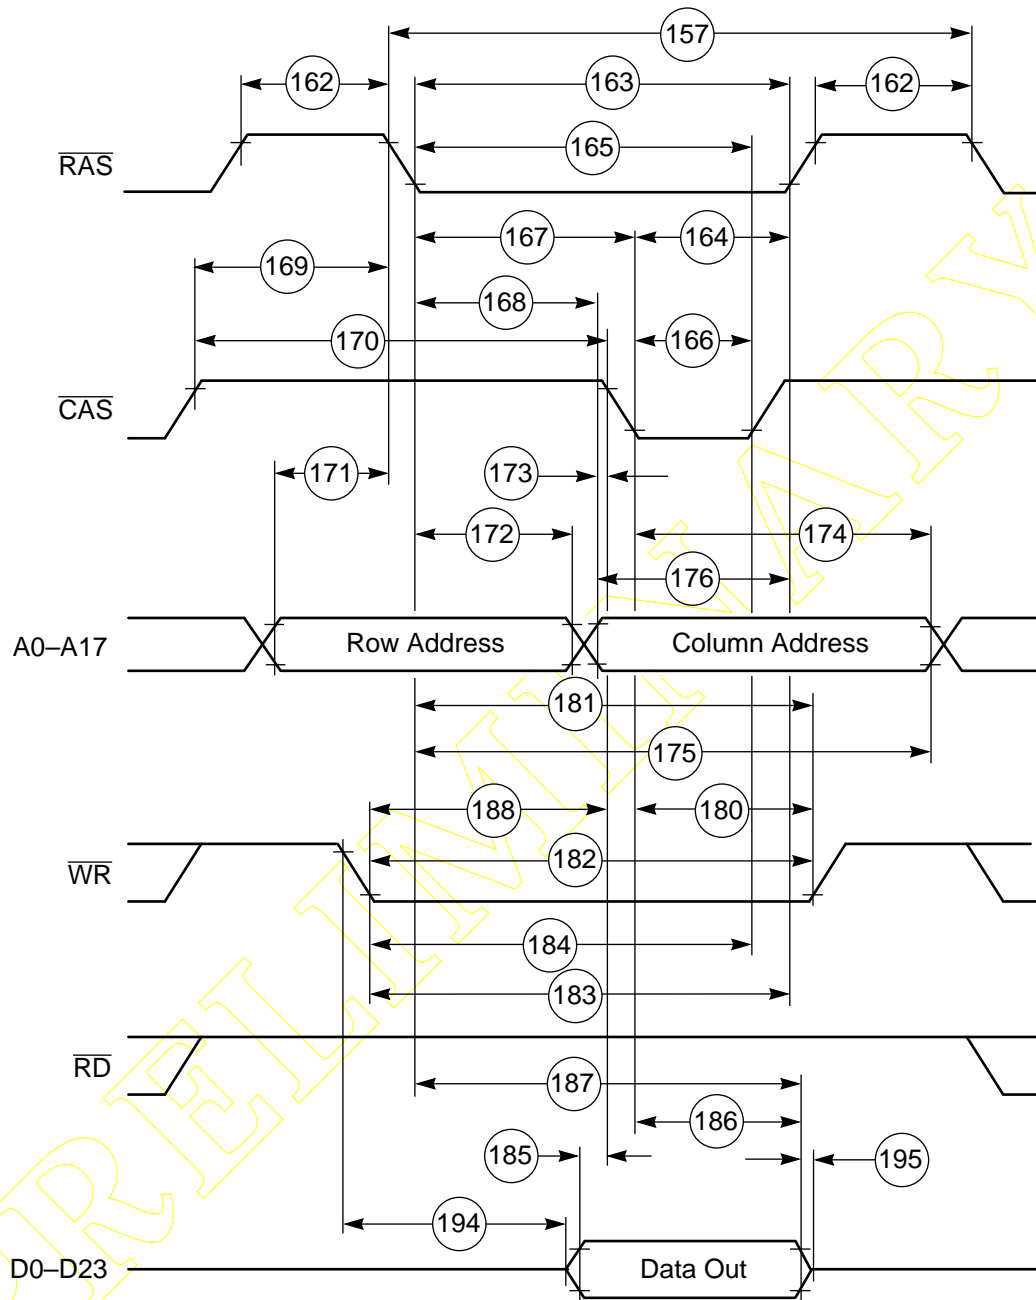 157
162
163
162
RAS
165
167
164
169
168
170
166
CAS
171
173
172
174
176
A0–A17
Row Address
Column Address
181
175
188
180
WR
182
184
183
RD
187
186
185
195
194
D0–D23
Data Out
PRELIMINARY